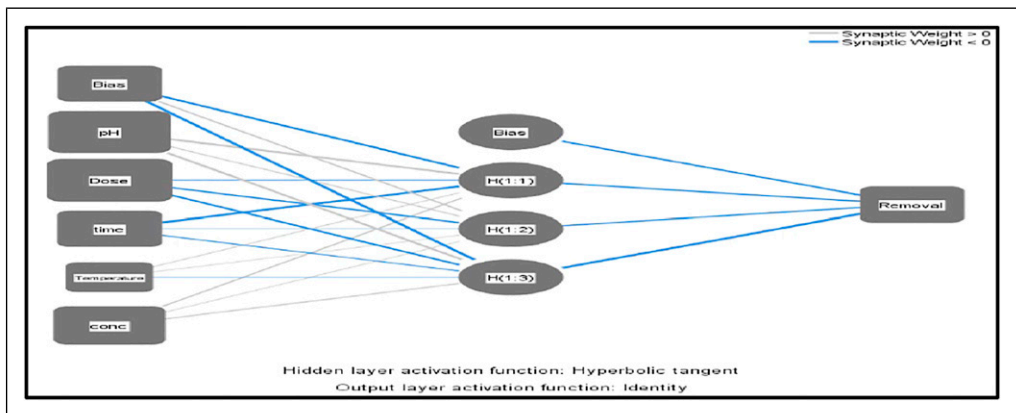 Synaptic Weight > 0
Synaptic Weight < 0
Bias
pH
Dose
time
Temperature
conc
Bias
H(1:1)
H(1:2)
H(1:3)
Removal
Hidden layer activation function: Hyperbolic tangent
Output layer activation function: Identity